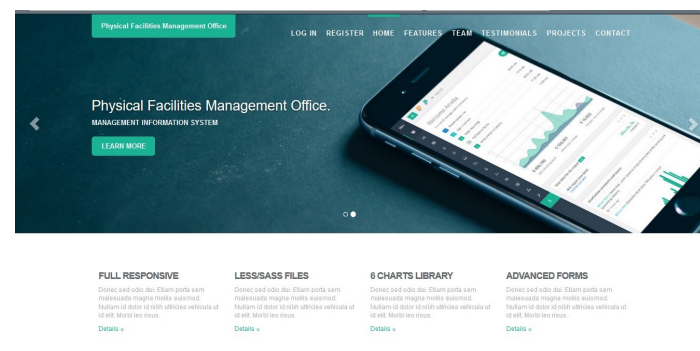 Physical Facilities Management Office
LOG IN REGISTER HOME FEATURES TEAM TESTIMONIALS PROJECTS CONTACT
Physical Facilities Management Office.
MANAGEMENT INFORMATION SYSTEM
LEARN MORE
FULL RESPONSIVE
Donec sed odio dui. Etiam porta sem
malesuada magna mollis euismod.
Nullam id dolor id nibh ultricies vehicula ut
id elit. Morbi leo risus.
Details »
LESS/SASS FILES
Donec sed odio dui. Etiam porta sem
malesuada magna mollis euismod.
Nullam id dolor id nibh ultricies vehicula ut
id elit. Morbi leo risus.
Details »
6 CHARTS LIBRARY
Donec sed odio dui. Etiam porta sem
malesuada magna mollis euismod.
Nullam id dolor id nibh ultricies vehicula ut
id elit. Morbi leo risus.
Details »
ADVANCED FORMS
Donec sed odio dui. Etiam porta sem
malesuada magna mollis euismod.
Nullam id dolor id nibh ultricies vehicula ut
id elit. Morbi leo risus.
Details »